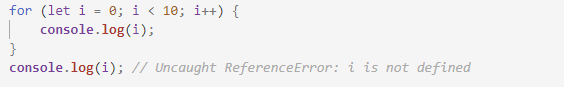 for (let i = 0; i < 10; i++) {
    console.log(i);
}
console.log(i); // Uncaught ReferenceError: i is not defined